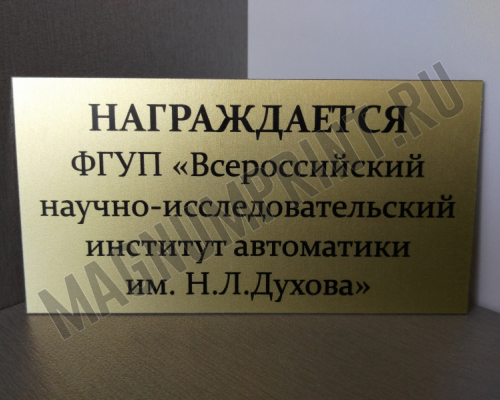 НАГРАЖДАЕТСЯ
ФГУП «Всероссийский
научно-исследовательский
институт автоматики
им. Н.Л.Духова»
MAGNUMPRINT.RU